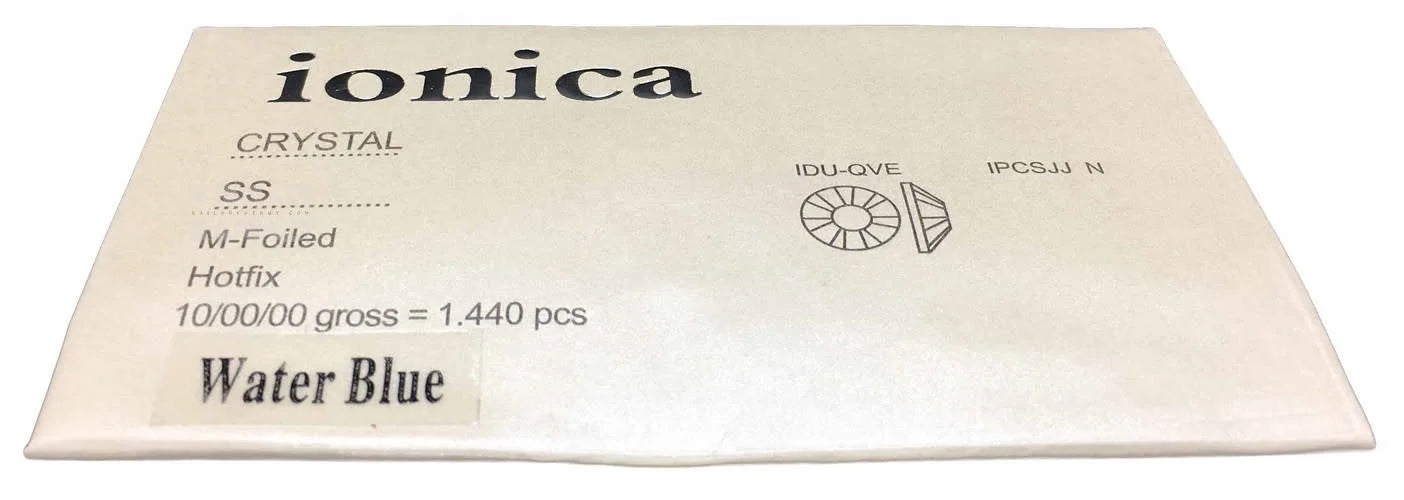 ionica
CRYSTAL
SS
M-Foiled
Hotfix
10/00/00 gross = 1.440 pcs
Water Blue
IDU-QVE IPCSJJ N